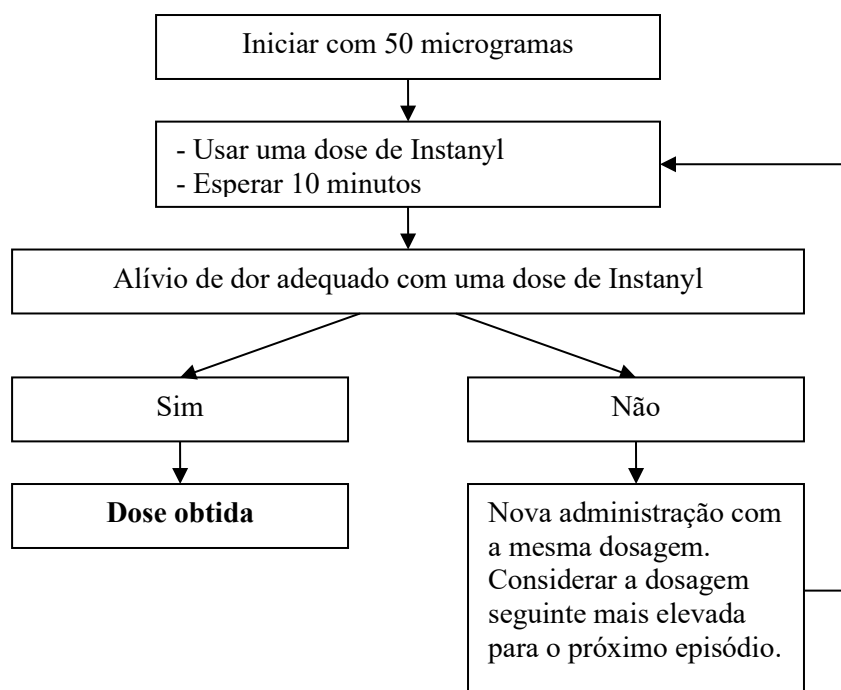 Iniciar com 50 microgramas
- Usar uma dose de Instanyl
- Esperar 10 minutos
Alívio de dor adequado com uma dose de Instanyl
Sim
Não
Dose obtida
Nova administração com
a mesma dosagem.
Considerar a dosagem
seguinte mais elevada
para o próximo episódio.